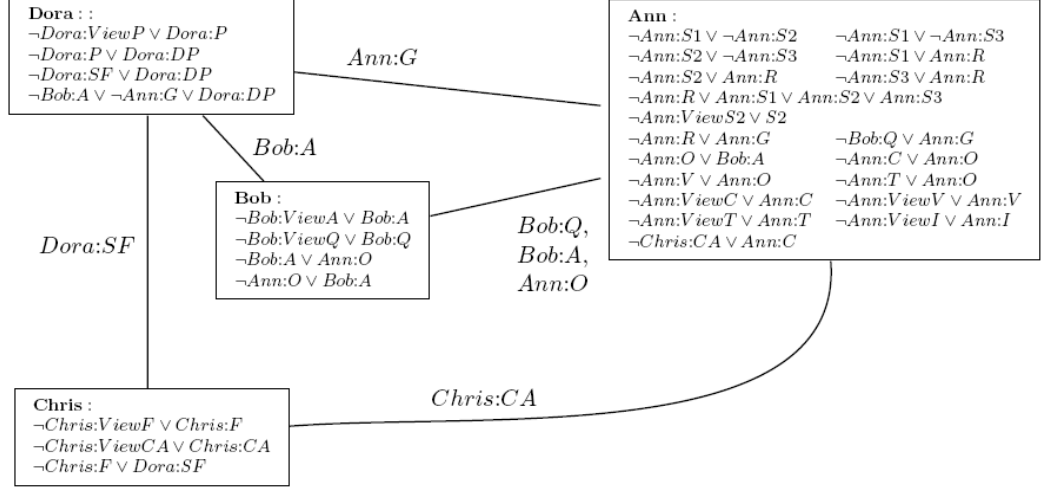 Dora : :
¬Dora:ViewP ∨ Dora:P
¬Dora:P ∨ Dora:DP
¬Dora:SF ∨ Dora:DP
¬Bob:A ∨ ¬Ann:G ∨ Dora:DP
Ann:G
Ann :
¬Ann:S1 ∨ ¬Ann:S2 ¬Ann:S1 ∨ ¬Ann:S3
¬Ann:S2 ∨ ¬Ann:S3 ¬Ann:S1 ∨ Ann:R
¬Ann:S2 ∨ Ann:R ¬Ann:S3 ∨ Ann:R
¬Ann:R ∨ Ann:S1 ∨ Ann:S2 ∨ Ann:S3
¬Ann:ViewS2 ∨ S2
¬Ann:R ∨ Ann:G ¬Bob:Q ∨ Ann:G
¬Ann:O ∨ Bob:A ¬Ann:C ∨ Ann:O
¬Ann:V ∨ Ann:O ¬Ann:T ∨ Ann:O
¬Ann:ViewC ∨ Ann:C ¬Ann:ViewV ∨ Ann:V
¬Ann:ViewT ∨ Ann:T ¬Ann:ViewI ∨ Ann:I
¬Chris:CA ∨ Ann:C
Bob:A
Bob :
¬Bob:ViewA ∨ Bob:A
¬Bob:ViewQ ∨ Bob:Q
¬Bob:A ∨ Ann:O
¬Ann:O ∨ Bob:A
Bob:Q,
Bob:A,
Ann:O
Dora:SF
Chris:CA
Chris :
¬Chris:ViewF ∨ Chris:F
¬Chris:ViewCA ∨ Chris:CA
¬Chris:F ∨ Dora:SF